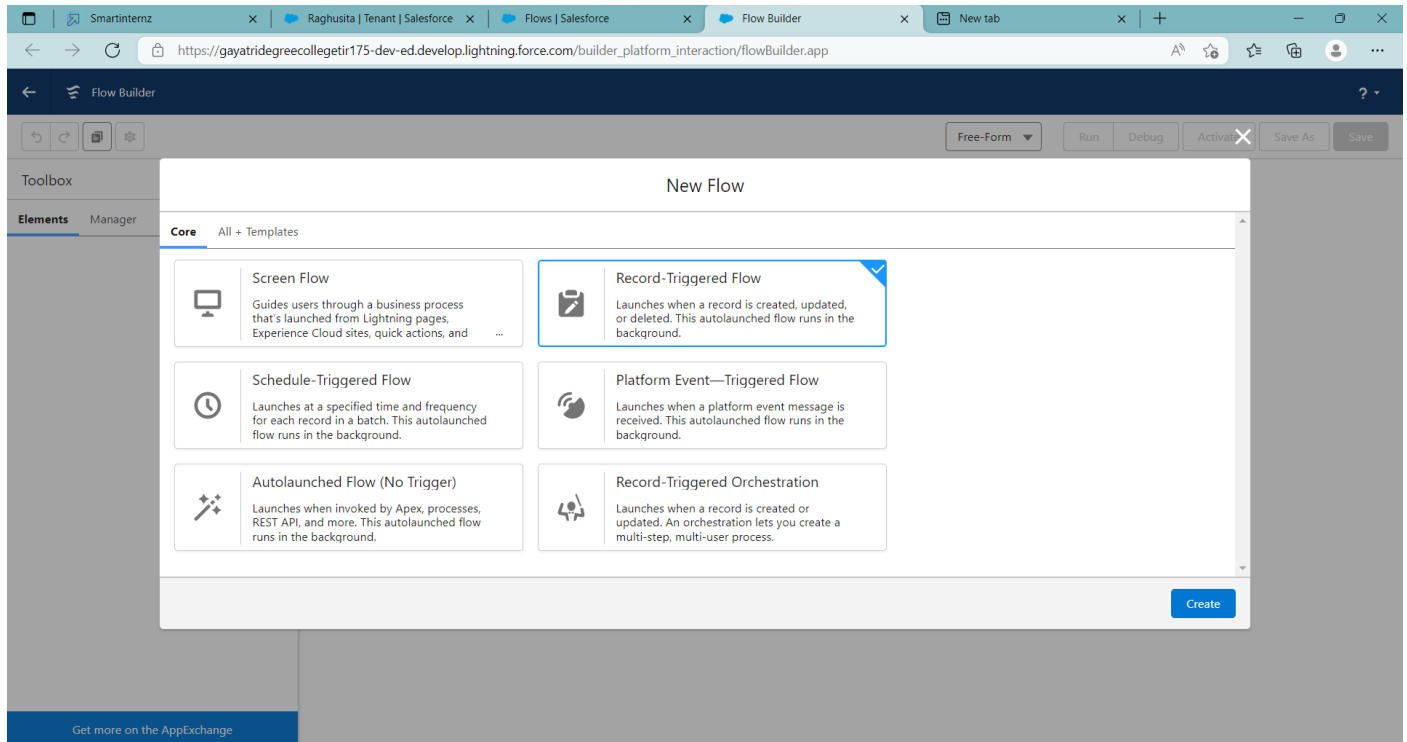 Smartinternz
Raghusita | Tenant | Salesforce
Flows | Salesforce
Flow Builder
New tab
https://gayatridegreecollegetir175-dev-ed.develop.lightning.force.com/builder_platform_interaction/flowBuilder.app
Flow Builder
?
Free-Form
Run
Debug
Activate
Save As
Save
Toolbox
Elements
Manager
New Flow
Core
All + Templates
Screen Flow
Guides users through a business process
that's launched from Lightning pages,
Experience Cloud sites, quick actions, and ...
Record-Triggered Flow
Launches when a record is created, updated,
or deleted. This autolaunched flow runs in the
background.
Schedule-Triggered Flow
Launches at a specified time and frequency
for each record in a batch. This autolaunched
flow runs in the background.
Platform Event—Triggered Flow
Launches when a platform event message is
received. This autolaunched flow runs in the
background.
Autolaunched Flow (No Trigger)
Launches when invoked by Apex, processes,
REST API, and more. This autolaunched flow
runs in the background.
Record-Triggered Orchestration
Launches when a record is created or
updated. An orchestration lets you create a
multi-step, multi-user process.
Create
Get more on the AppExchange